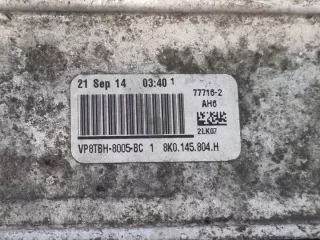 21 Sep 14 03:40 1
77716-2
AH6
2LK07
VP8TBH-8005-BC 1 8K0.145.804.H